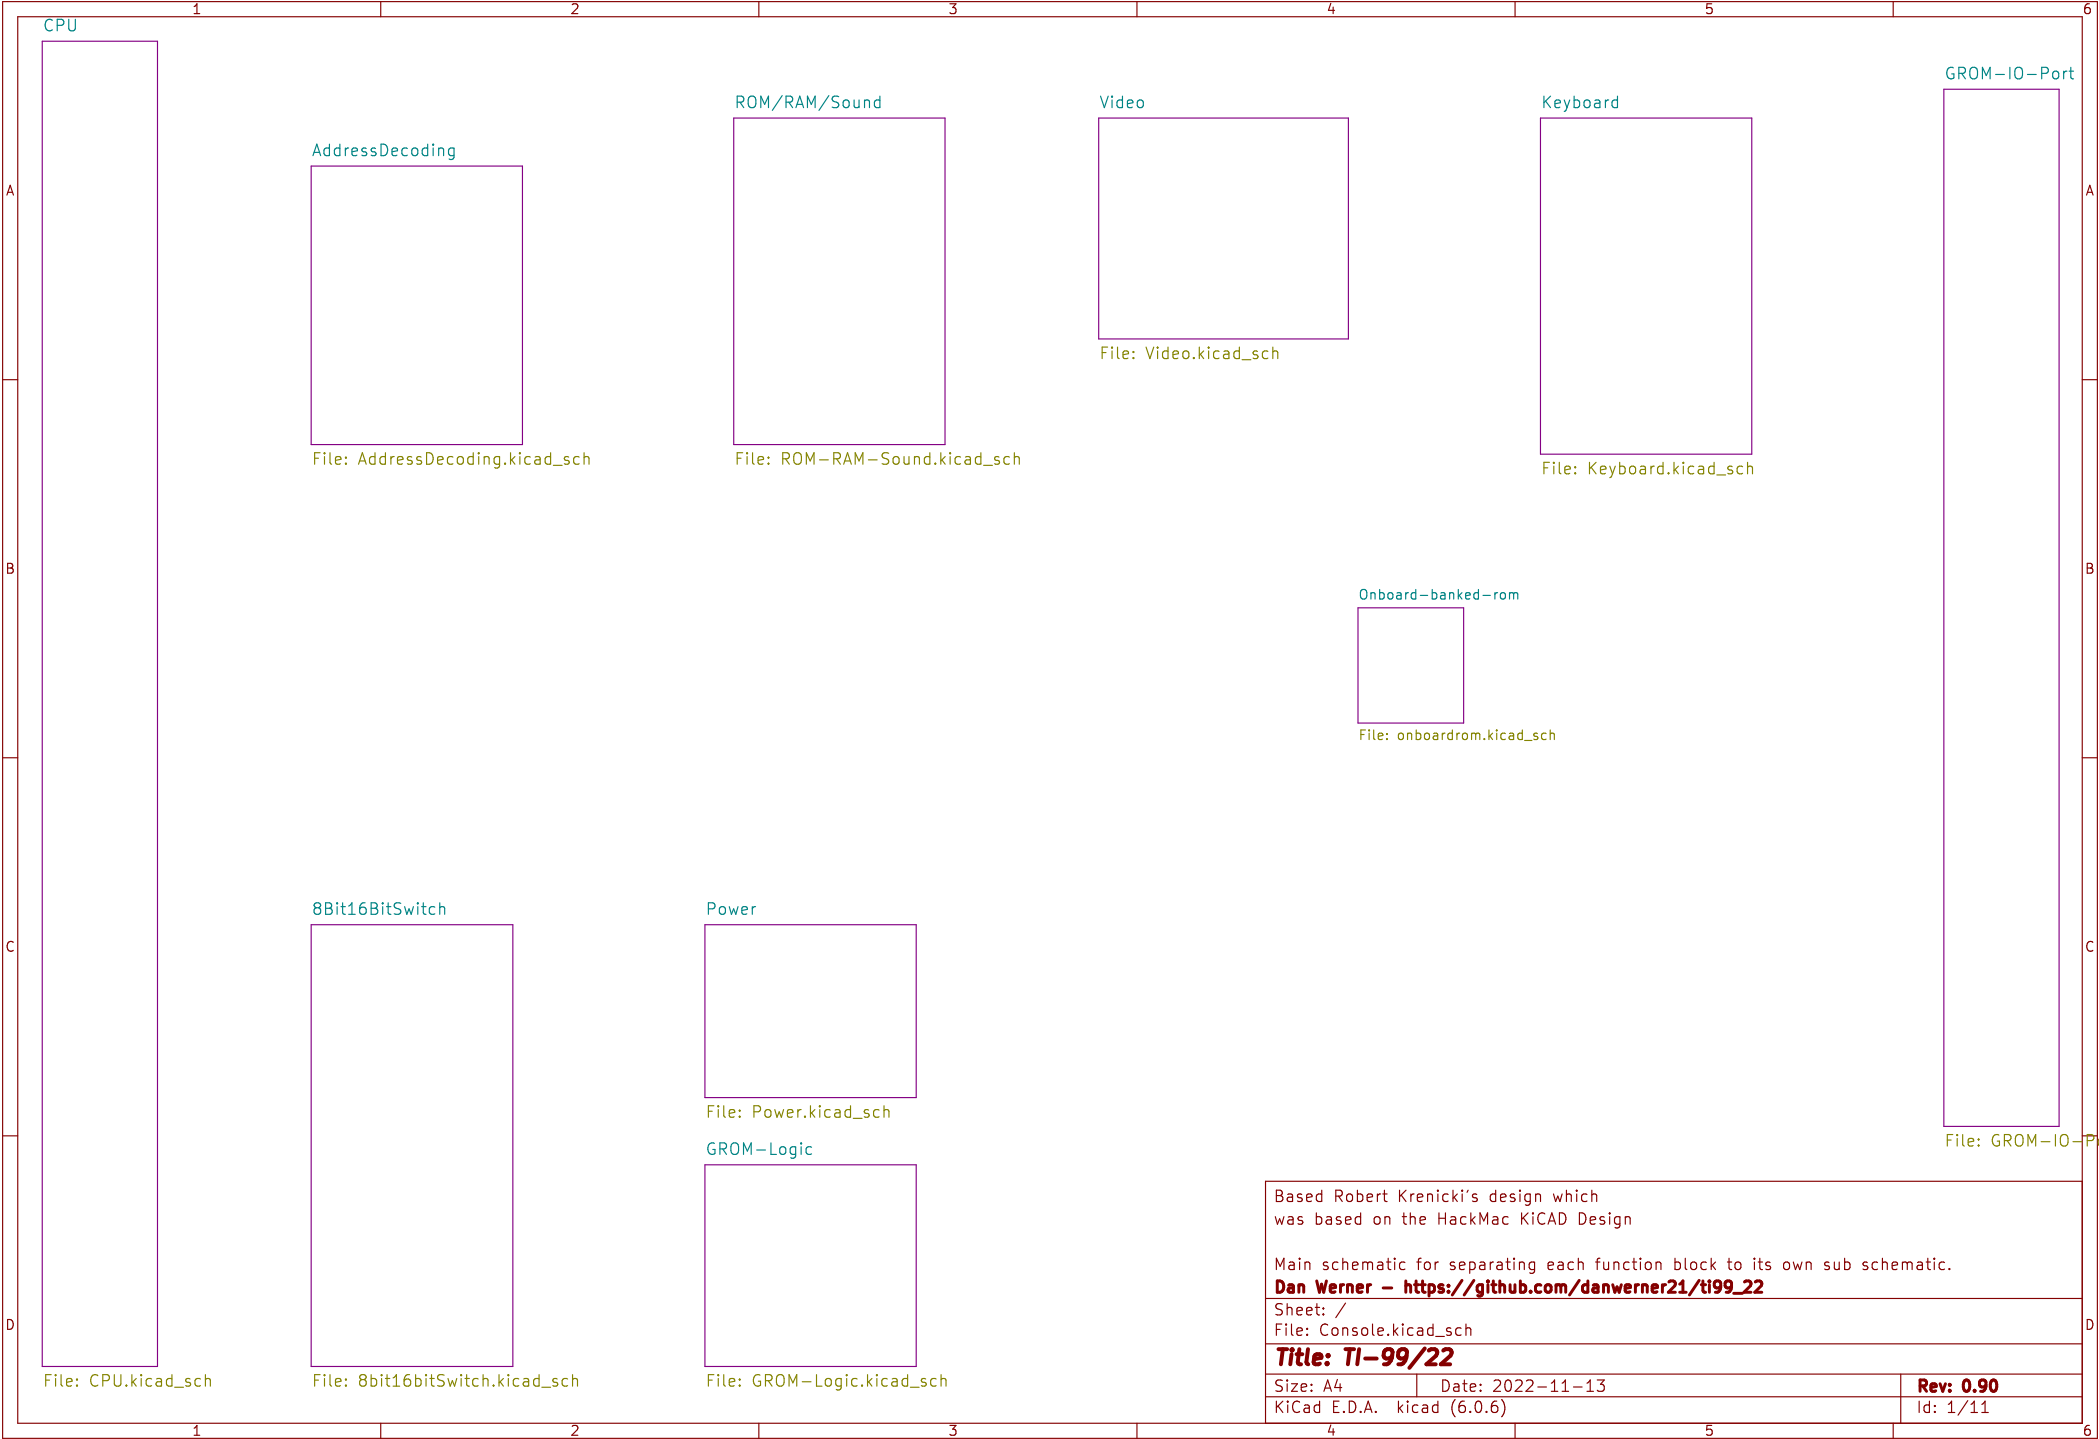 1 2 3 4 5 6
CPU
GROM-IO-Port
ROM/RAM/Sound
Video
Keyboard
AddressDecoding
A A
File: Video.kicad_sch
File: AddressDecoding.kicad_sch
File: ROM-RAM-Sound.kicad_sch
File: Keyboard.kicad_sch
B B
Onboard-banked-rom
File: onboardrom.kicad_sch
8Bit16BitSwitch
Power
C C
File: Power.kicad_sch
File: GROM-IO-P
GROM-Logic
Based Robert Krenicki's design which
was based on the HackMac KiCAD Design
Main schematic for separating each function block to its own sub schematic.
Dan Werner - https://github.com/danwerner21/ti99_22
Sheet: /
D D
File: Console.kicad_sch
Title: TI-99/22
File: CPU.kicad_sch
File: 8bit16bitSwitch.kicad_sch
File: GROM-Logic.kicad_sch
Size: A4 Date: 2022-11-13 Rev: 0.90
KiCad E.D.A. kicad (6.0.6) Id: 1/11
1 2 3 4 5 6